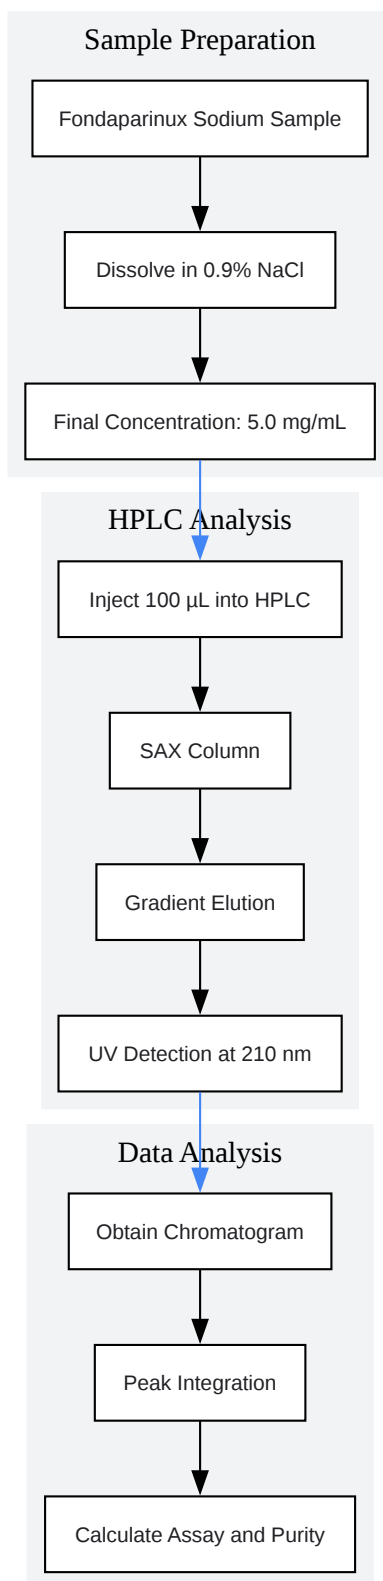 Sample Preparation
Fondaparinux Sodium Sample
Dissolve in 0.9% NaCl
Final Concentration: 5.0 mg/mL
HPLC Analysis
Inject 100 µL into HPLC
SAX Column
Gradient Elution
UV Detection at 210 nm
Data Analysis
Obtain Chromatogram
Peak Integration
Calculate Assay and Purity